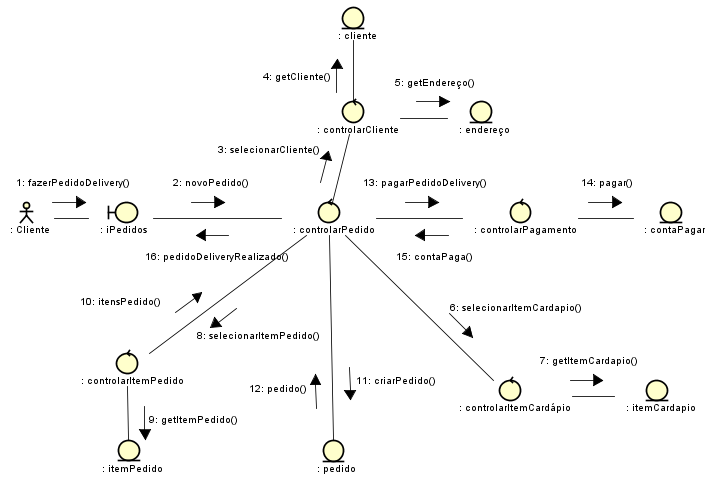 : cliente
4: getCliente()
5: getEndereço()
: controlarCliente
: endereço
3: selecionarCliente()
1: fazerPedidoDelivery()
2: novoPedido()
13: pagarPedidoDelivery()
14: pagar()
: Cliente
: iPedidos
: controlarPedido
: controlarPagamento
: contaPagar
16: pedidoDeliveryRealizado()
15: contaPaga()
10: itensPedido()
6: selecionarItemCardapio()
8: selecionarItemPedido()
7: getItemCardapio()
: controlarItemPedido
12: pedido()
11: criarPedido()
: controlarItemCardápio
: itemCardapio
9: getItemPedido()
: itemPedido
: pedido